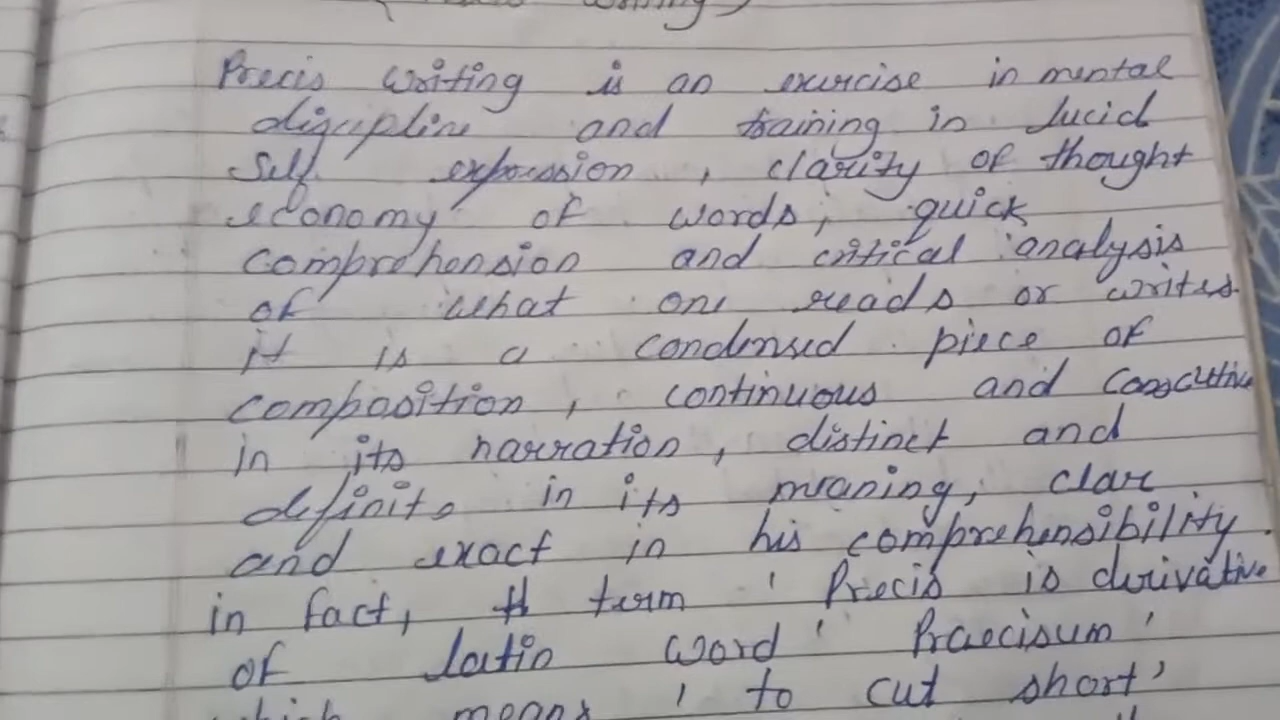 writing)
Precis writing is an exercise in mental
discipline and training in lucid
Self expression, clarity of thought
economy of words, quick
comprehension and critical analysis
of what one reads or writes.
it is a condensed piece of
composition, continuous and consecutive
in its narration, distinct and
definite in its meaning, clear
and exact in his comprehensibility.
in fact, the term 'Precis is derivative
of latin word 'Praecisum'
which means 'to cut short'